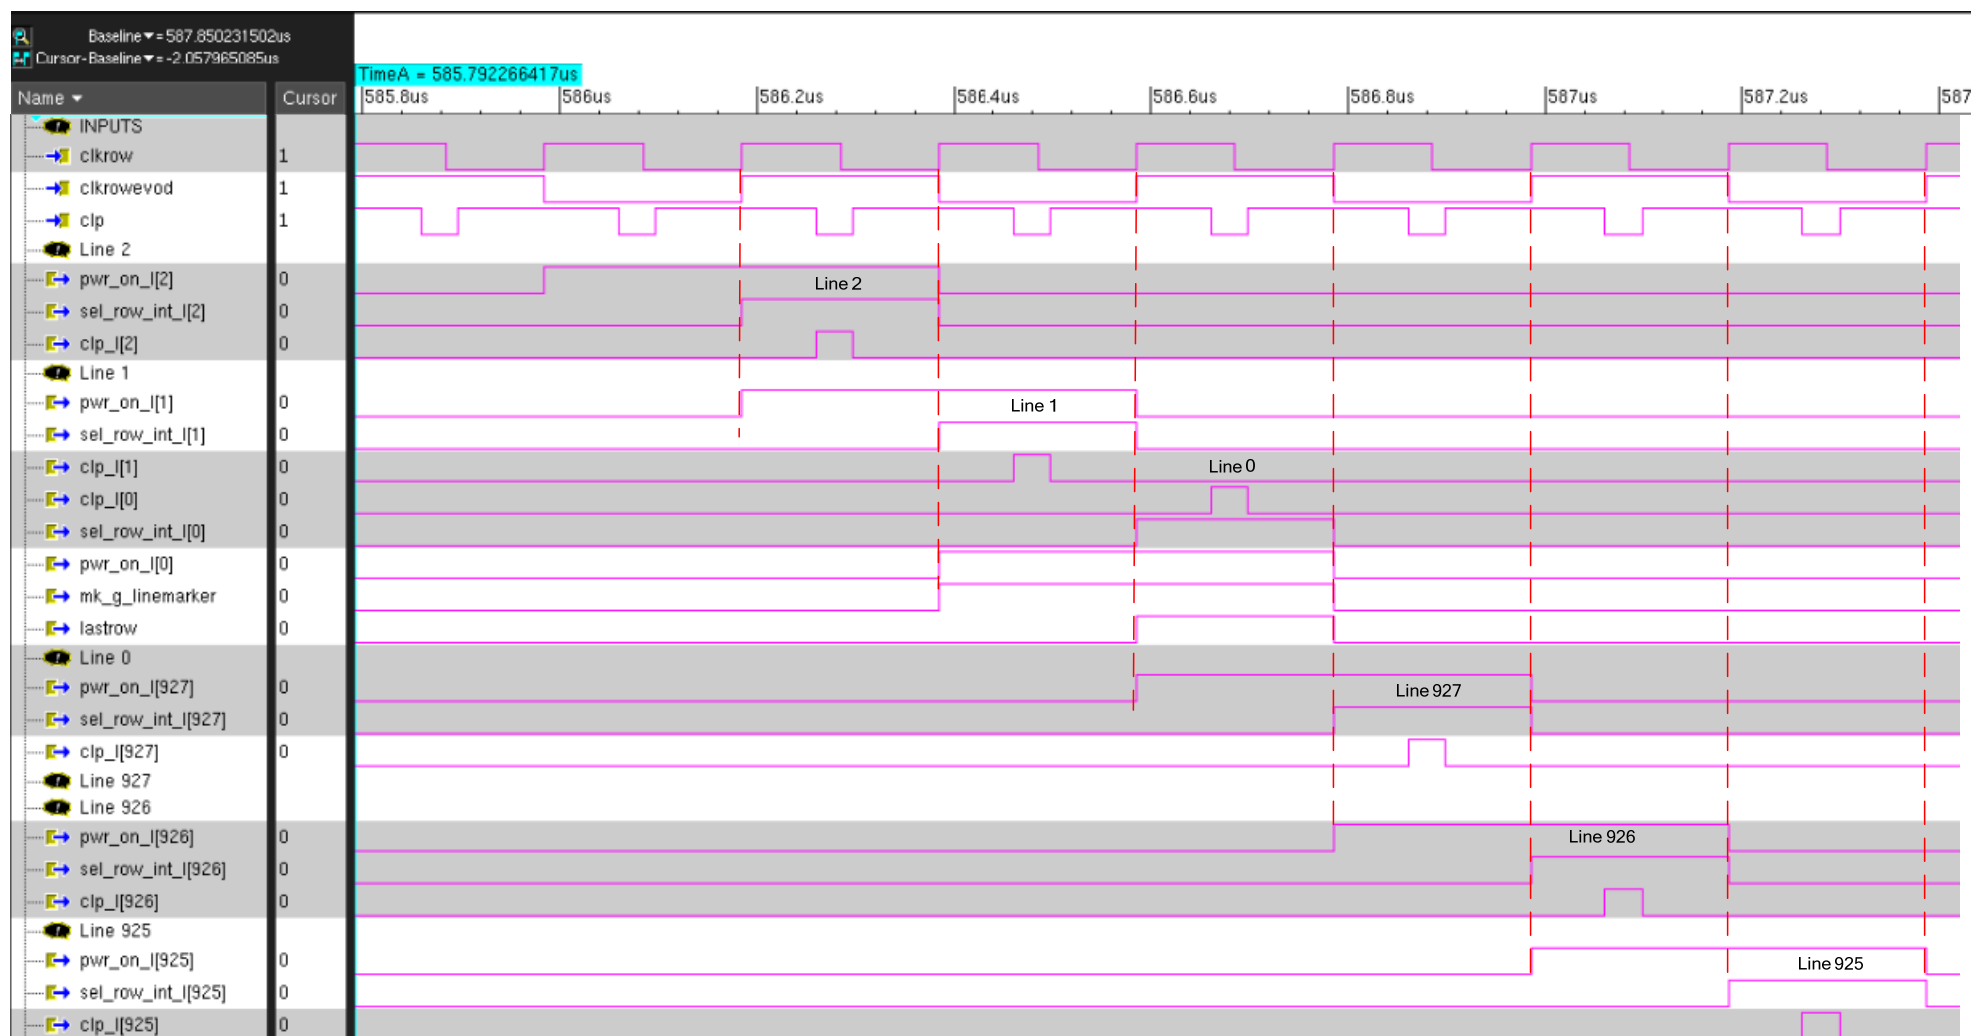 Baseline▼=587.850231502us
Cursor-Baseline▼=-2.057965085us
TimeA = 585.792266417us
Name ▼ Cursor 585.8us 586us 586.2us 586.4us 586.6us 586.8us 587us 587.2us 587
INPUTS
clkrow 1
clkrowevod 1
clp 1
Line 2
pwr_on_l[2] 0
Line 2
sel_row_int_l[2] 0
clp_l[2] 0
Line 1
pwr_on_l[1] 0
Line 1
sel_row_int_l[1] 0
clp_l[1] 0
Line 0
clp_l[0] 0
sel_row_int_l[0] 0
pwr_on_l[0] 0
mk_g_linemarker 0
lastrow 0
Line 0
pwr_on_l[927] 0
Line 927
sel_row_int_l[927] 0
clp_l[927] 0
Line 927
Line 926
pwr_on_l[926] 0
Line 926
sel_row_int_l[926] 0
clp_l[926] 0
Line 925
pwr_on_l[925] 0
Line 925
sel_row_int_l[925] 0
clp_l[925] 0